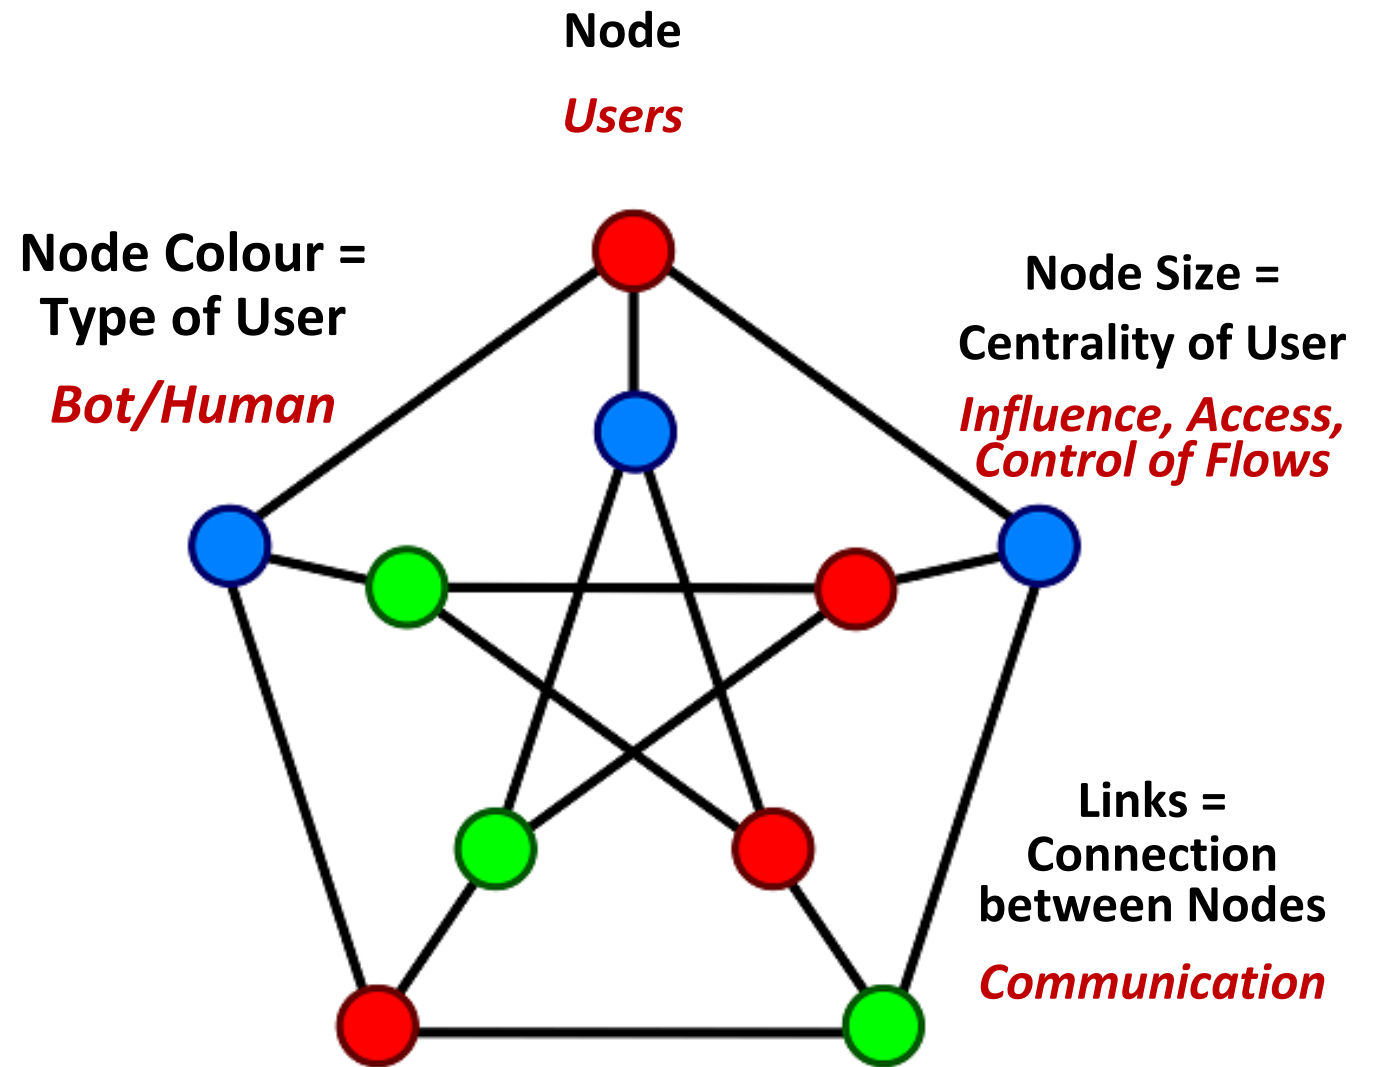 Node
Users
Node Colour =
Type of User
Bot/Human
Node Size =
Centrality of User
Influence, Access,
Control of Flows
Links =
Connection
between Nodes
Communication